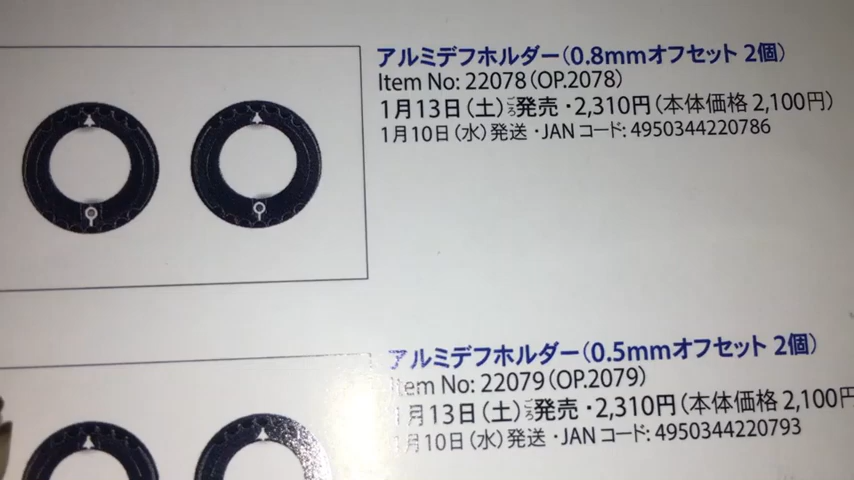 アルミデフホルダー(0.8mmオフセット 2個)
Item No: 22078(OP.2078)
1月13日(土)ごろ発売・2,310円(本体価格 2,100円)
1月10日(水)発送・JANコード: 4950344220786
アルミデフホルダー(0.5mmオフセット 2個)
Item No: 22079(OP.2079)
1月13日(土)ごろ発売・2,310円(本体価格 2,100円
1月10日(水)発送・JANコード: 4950344220793